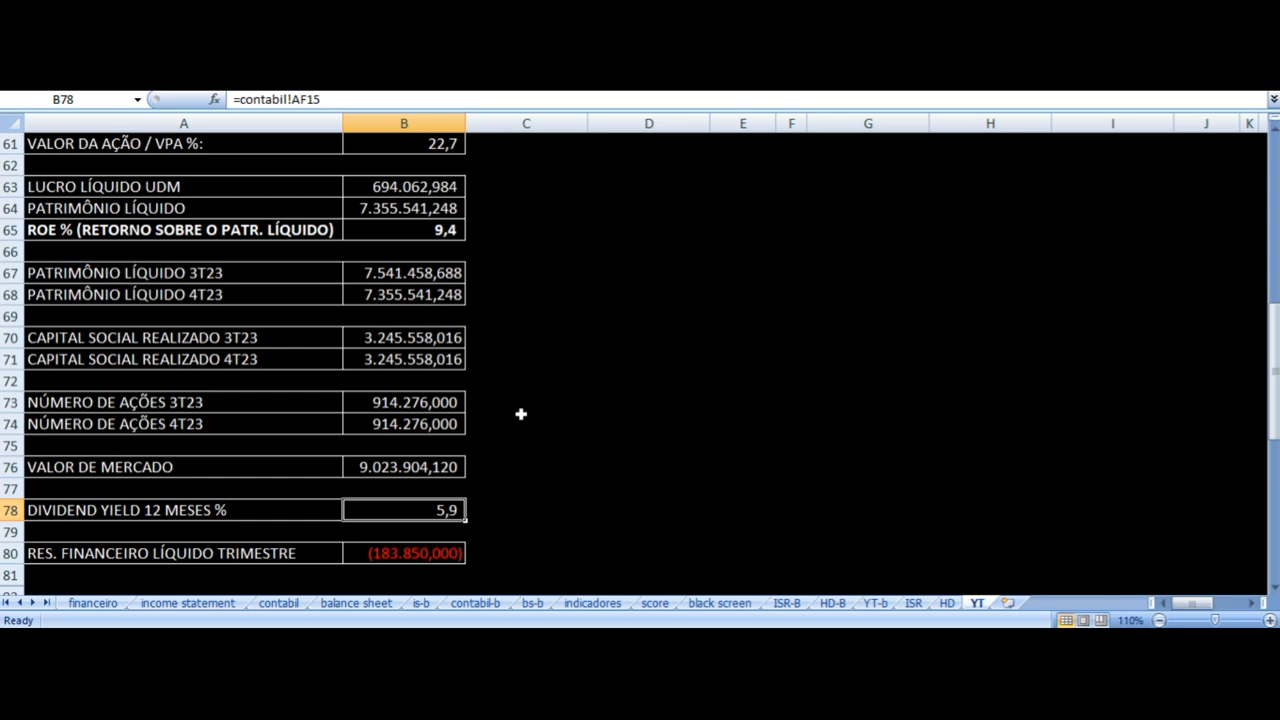 B78 fx =contabil!AF15
A B C D E F G H I J K
61 VALOR DA AÇÃO / VPA %: 22,7
62
63 LUCRO LÍQUIDO UDM 694.062,984
64 PATRIMÔNIO LÍQUIDO 7.355.541,248
65 ROE % (RETORNO SOBRE O PATR. LÍQUIDO) 9,4
66
67 PATRIMÔNIO LÍQUIDO 3T23 7.541.458,688
68 PATRIMÔNIO LÍQUIDO 4T23 7.355.541,248
69
70 CAPITAL SOCIAL REALIZADO 3T23 3.245.558,016
71 CAPITAL SOCIAL REALIZADO 4T23 3.245.558,016
72
73 NÚMERO DE AÇÕES 3T23 914.276,000
74 NÚMERO DE AÇÕES 4T23 914.276,000
75
76 VALOR DE MERCADO 9.023.904,120
77
78 DIVIDEND YIELD 12 MESES % 5,9
79
80 RES. FINANCEIRO LÍQUIDO TRIMESTRE (183.850,000)
81
financeiro income statement contabil balance sheet is-b contabil-b bs-b indicadores score black screen ISR-B HD-B YT-b ISR HD YT
Ready 110%